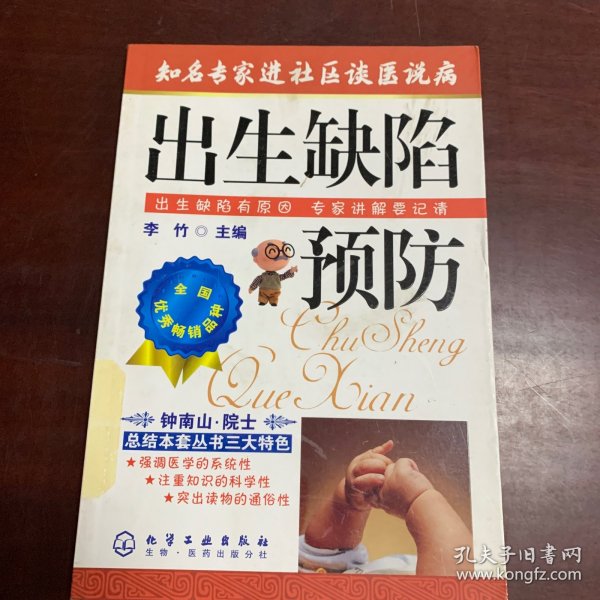 知名专家进社区谈医说病
出生缺陷
出生缺陷有原因 专家讲解要记清
李 竹◎主编
预防
全国
优秀畅销品种
Chu Sheng
Que Xian
钟南山·院士
总结本套丛书三大特色
★强调医学的系统性
★注重知识的科学性
★突出读物的通俗性
化学工业出版社
生物·医药出版分社
孔夫子旧书网
www.kongfz.com